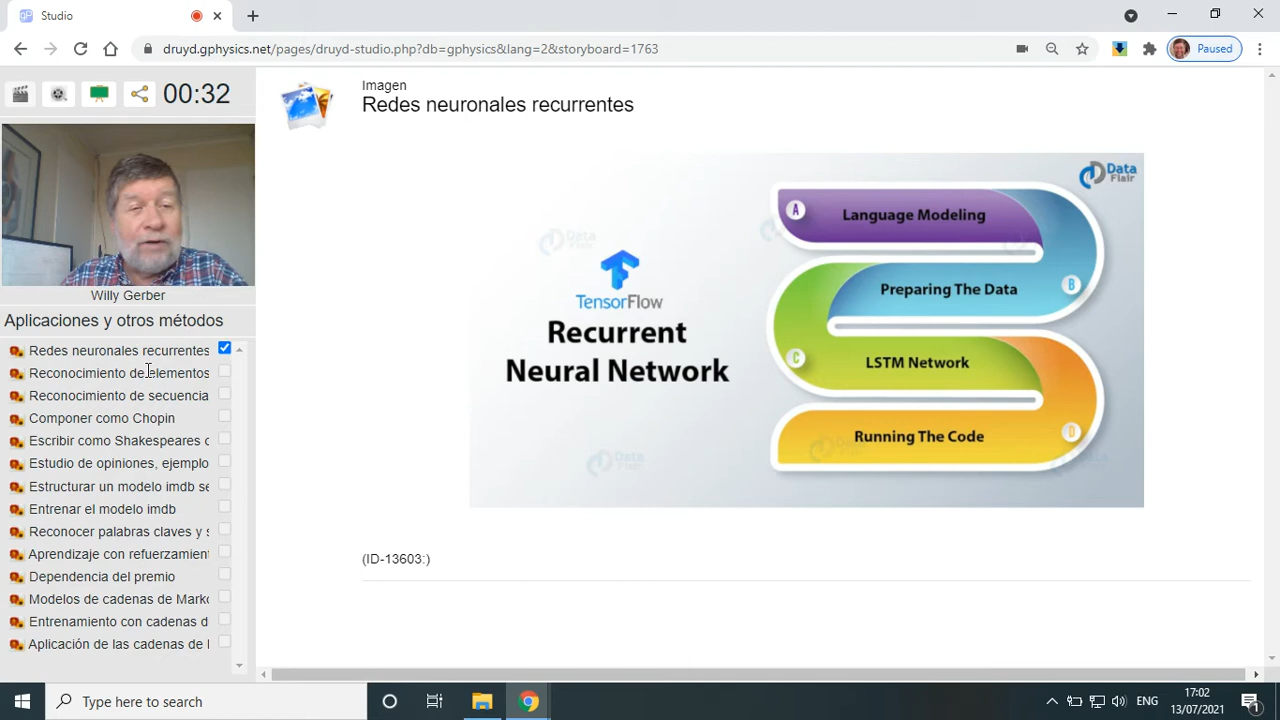 Studio
druyd.gphysics.net/pages/druyd-studio.php?db=gphysics&lang=2&storyboard=1763
Paused
00:32
Willy Gerber
Aplicaciones y otros métodos
Redes neuronales recurrentes
Reconocimiento de elementos
Reconocimiento de secuencia
Componer como Chopin
Escribir como Shakespeares c
Estudio de opiniones, ejemplo
Estructurar un modelo imdb se
Entrenar el modelo imdb
Reconocer palabras claves y s
Aprendizaje con refuerzamient
Dependencia del premio
Modelos de cadenas de Marko
Entrenamiento con cadenas d
Aplicación de las cadenas de
Imagen
Redes neuronales recurrentes
Data Flair
TensorFlow
Recurrent
Neural Network
A Language Modeling
Preparing The Data B
C LSTM Network
Running The Code D
(ID-13603:)
Type here to search
ENG
17:02
13/07/2021
1